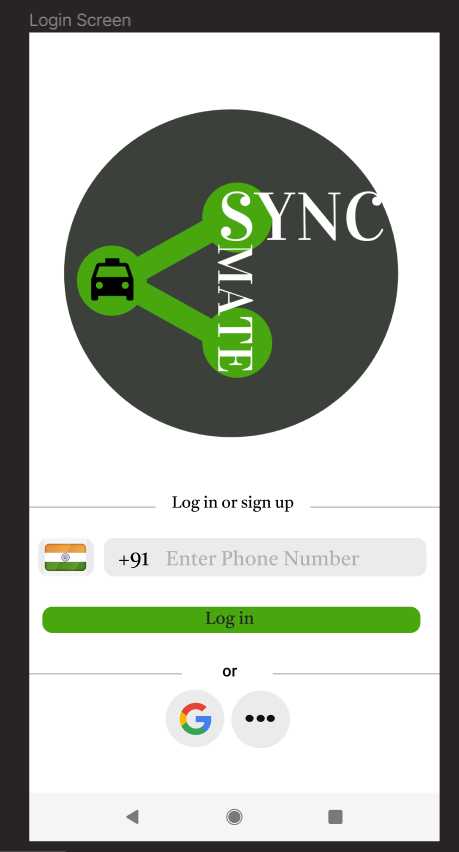 Login Screen
SYNC
MATE
Log in or sign up
+91 Enter Phone Number
Log in
or